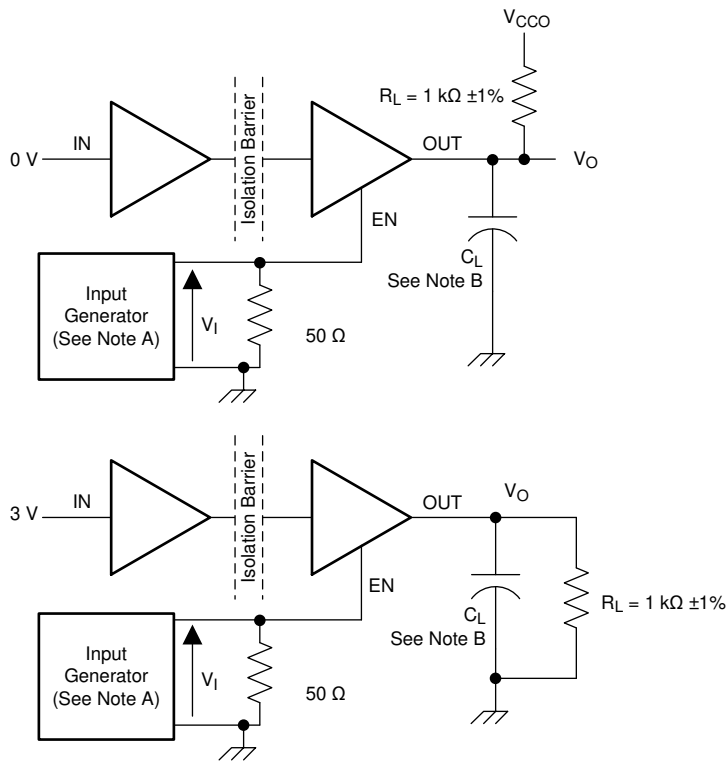 V_CCO
R_L = 1 kΩ ±1%
Isolation Barrier
IN
OUT
0 V
V_O
EN
C_L
See Note B
Input
Generator
(See Note A)
V_I
50 Ω
Isolation Barrier
IN
OUT
V_O
3 V
EN
C_L
See Note B
R_L = 1 kΩ ±1%
Input
Generator
(See Note A)
V_I
50 Ω